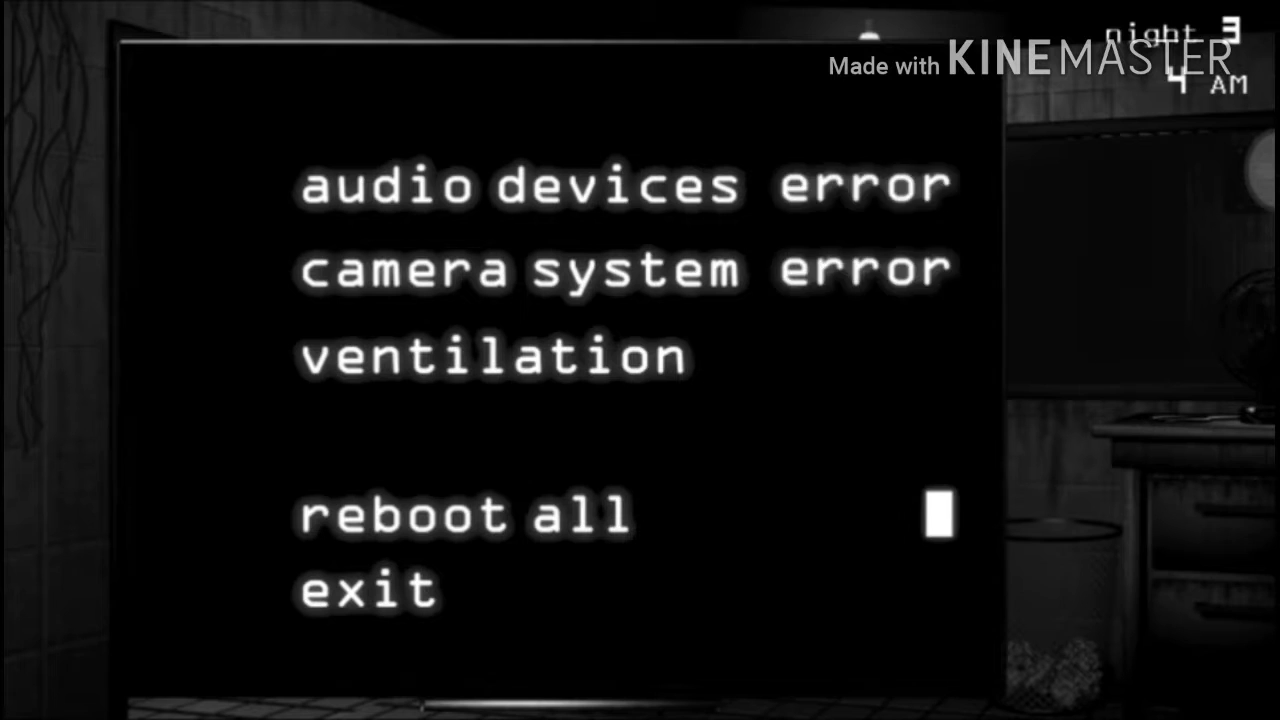 night 3
Made with KINEMASTER
4 AM
audio devices error
camera system error
ventilation
reboot all
exit